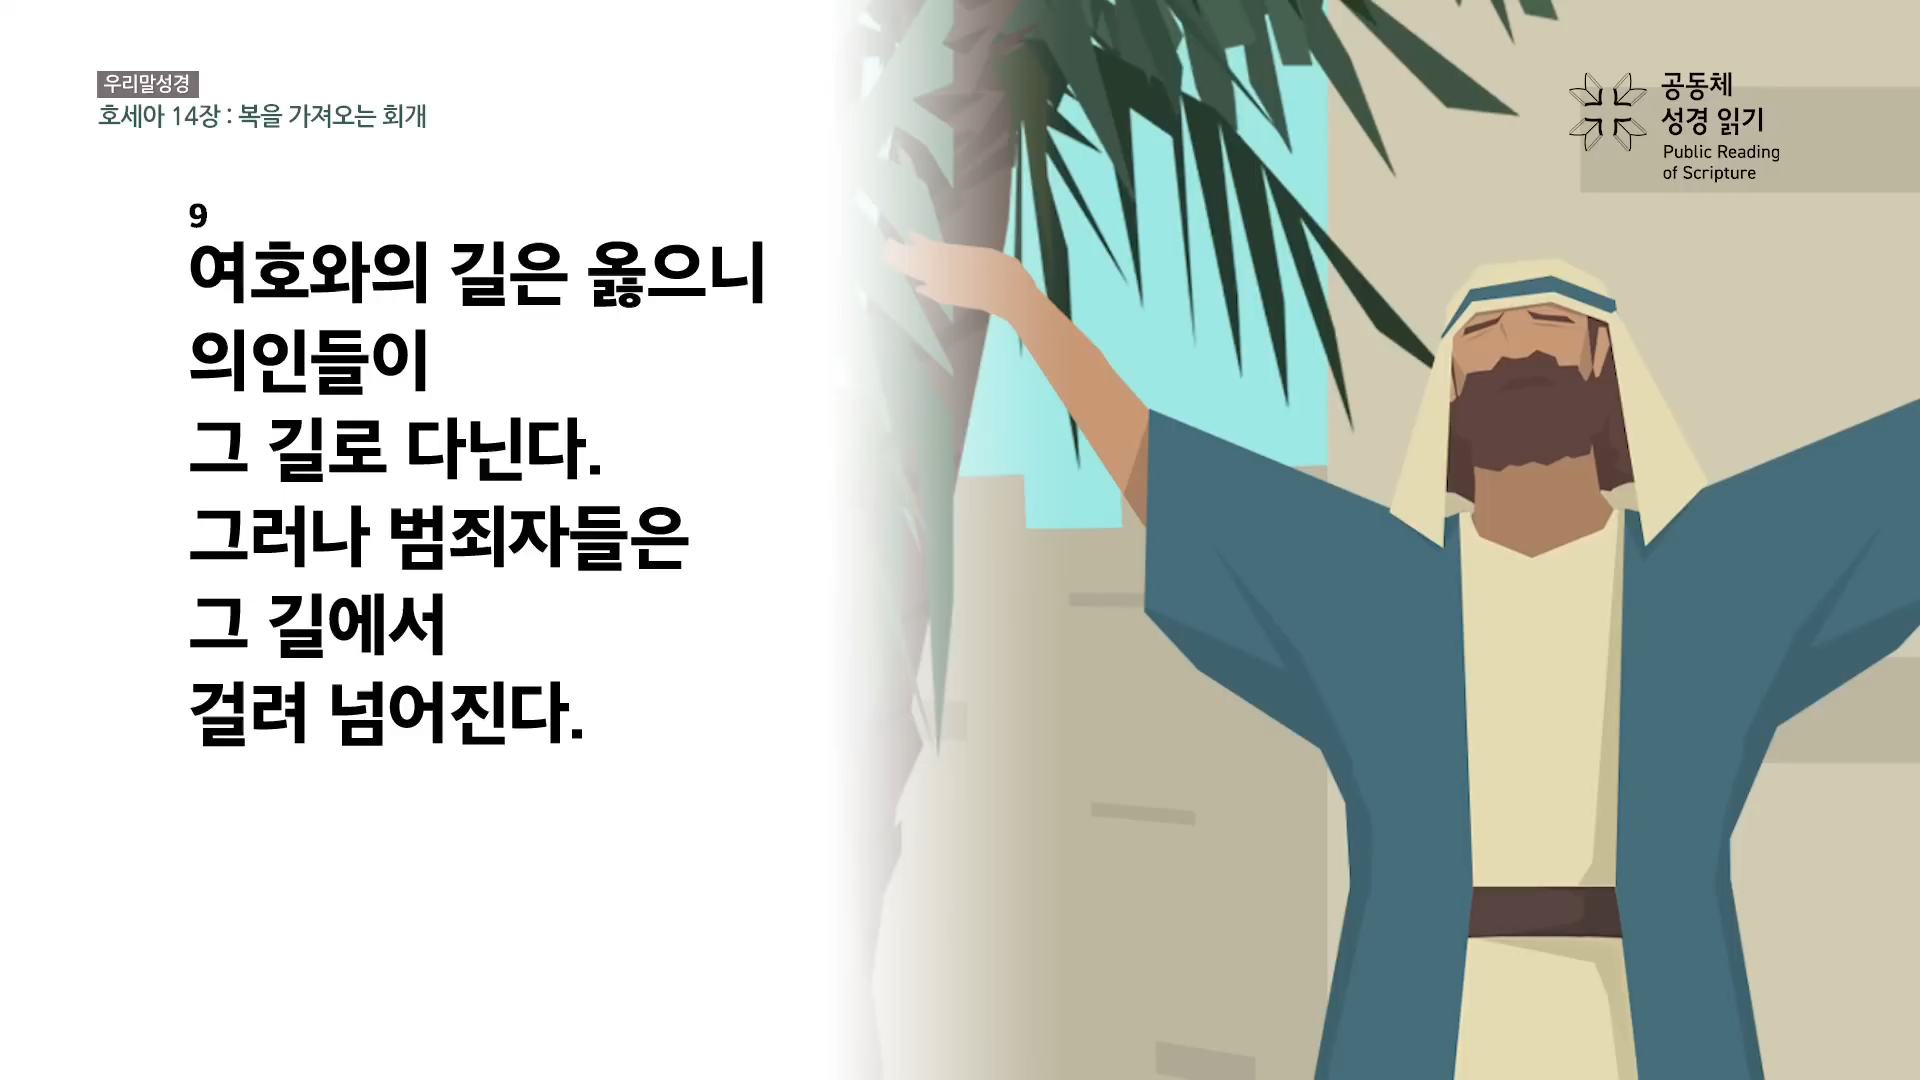 우리말성경
호세아 14장 : 복을 가져오는 회개
9
여호와의 길은 옳으니
의인들이
그 길로 다닌다.
그러나 범죄자들은
그 길에서
걸려 넘어진다.
공동체
성경 읽기
Public Reading
of Scripture